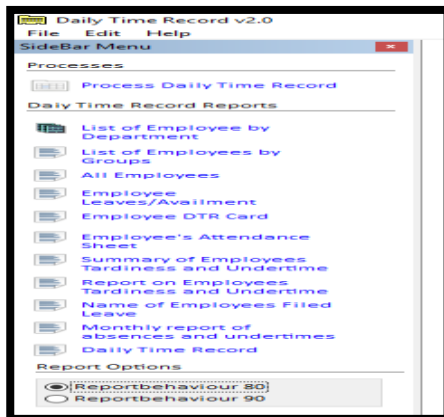 Daily Time Record v2.0
File Edit Help
SideBar Menu
Processes
Process Daily Time Record
Daiy Time Record Reports
List of Employee by
Department
List of Employees by
Groups
All Employees
Employee
Leaves/Availment
Employee DTR Card
Employee's Attendance
Sheet
Summary of Employees
Tardiness and Undertime
Report on Employees
Tardiness and Undertime
Name of Employees Filed
Leave
Monthly report of
absences and undertimes
Daily Time Record
Report Options
Reportbehaviour 80
Reportbehaviour 90